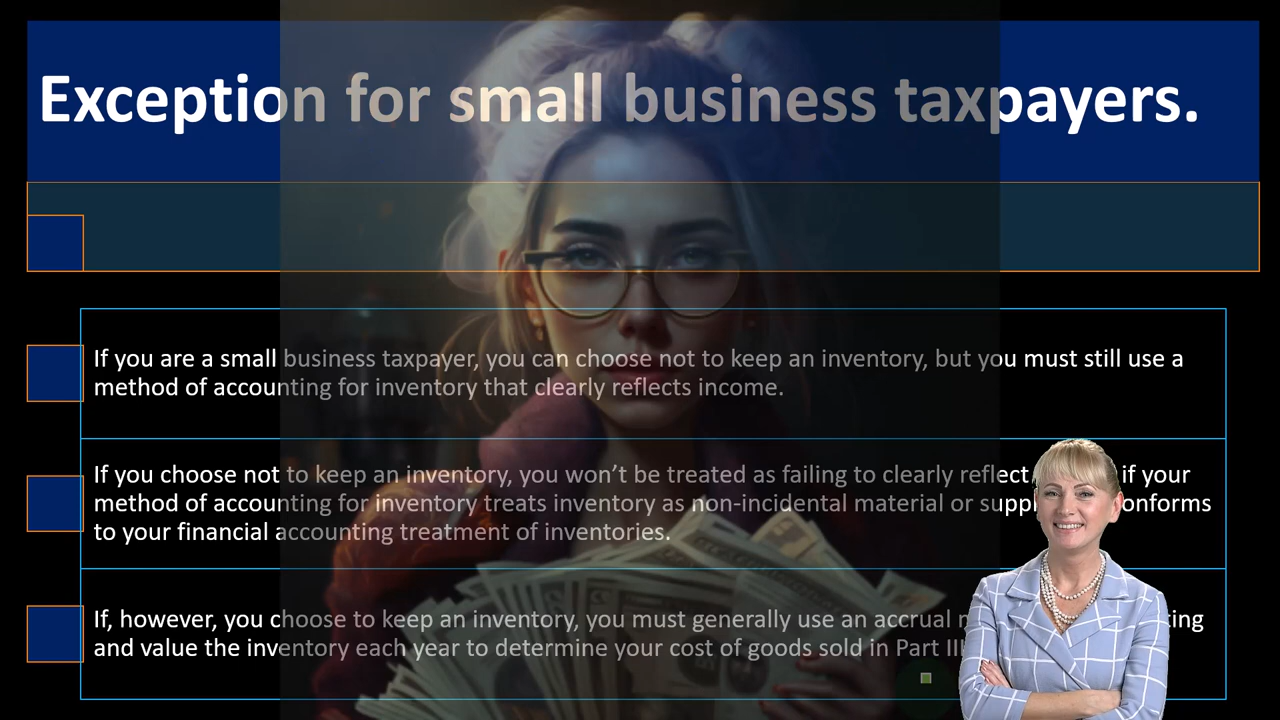 Exception for small business taxpayers.
If you are a small business taxpayer, you can choose not to keep an inventory, but you must still use a
method of accounting for inventory that clearly reflects income.
If you choose not to keep an inventory, you won’t be treated as failing to clearly reflect if your
method of accounting for inventory treats inventory as non-incidental material or conforms
to your financial accounting treatment of inventories.
If, however, you choose to keep an inventory, you must generally use an accrual
and value the inventory each year to determine your cost of goods sold in Part III